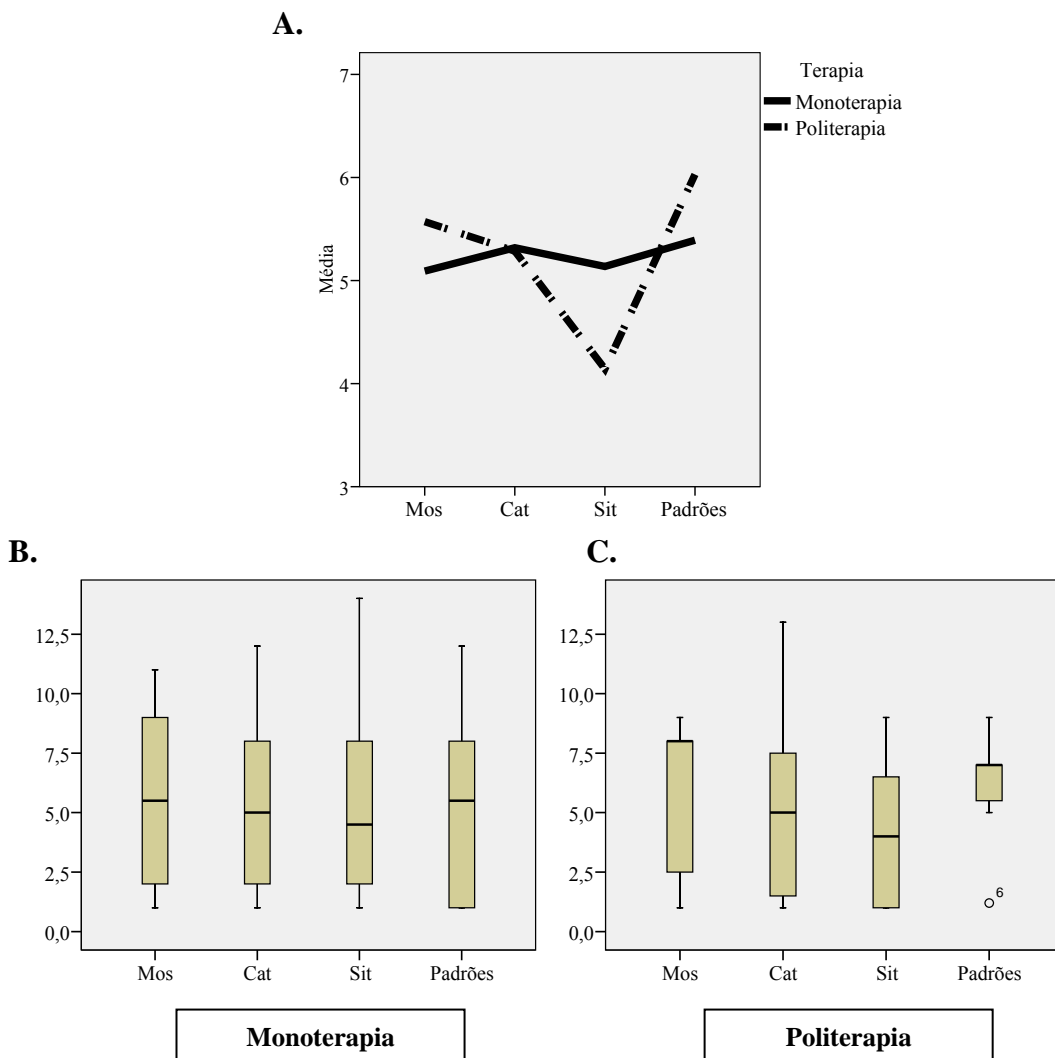 A.
7
6
5
4
3
Média
Mos Cat Sit Padrões
Terapia
Monoterapia
Politerapia
B.
12,5
10,0
7,5
5,0
2,5
0,0
Mos Cat Sit Padrões
Monoterapia
C.
12,5
10,0
7,5
5,0
2,5
0,0
6
Mos Cat Sit Padrões
Politerapia